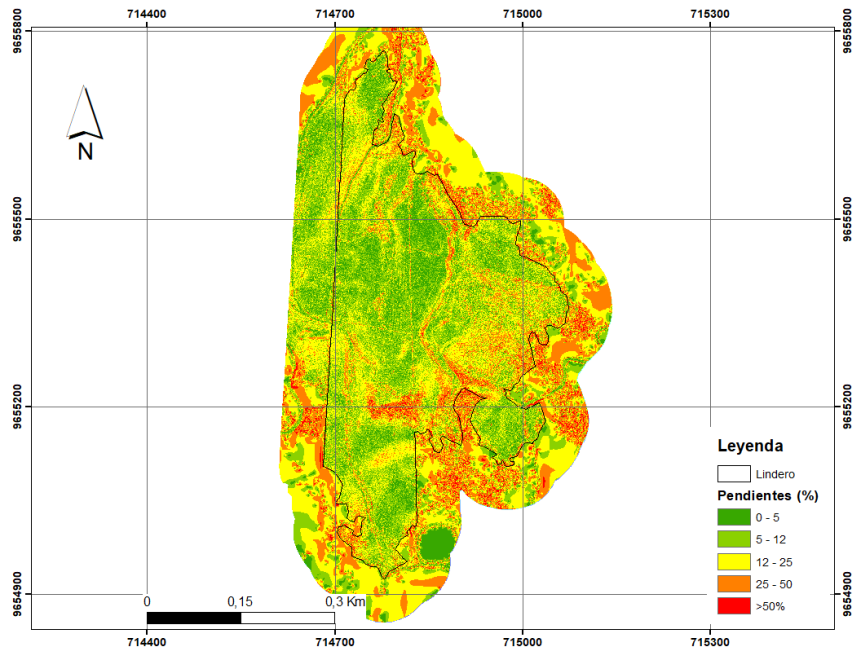 714400 714700 715000 715300
9655800 9655800
N
9655500 9655500
9655200 9655200
Leyenda
Lindero
Pendientes (%)
0 - 5
5 - 12
12 - 25
25 - 50
>50%
9654900 9654900
0 0,15 0,3 Km
714400 714700 715000 715300